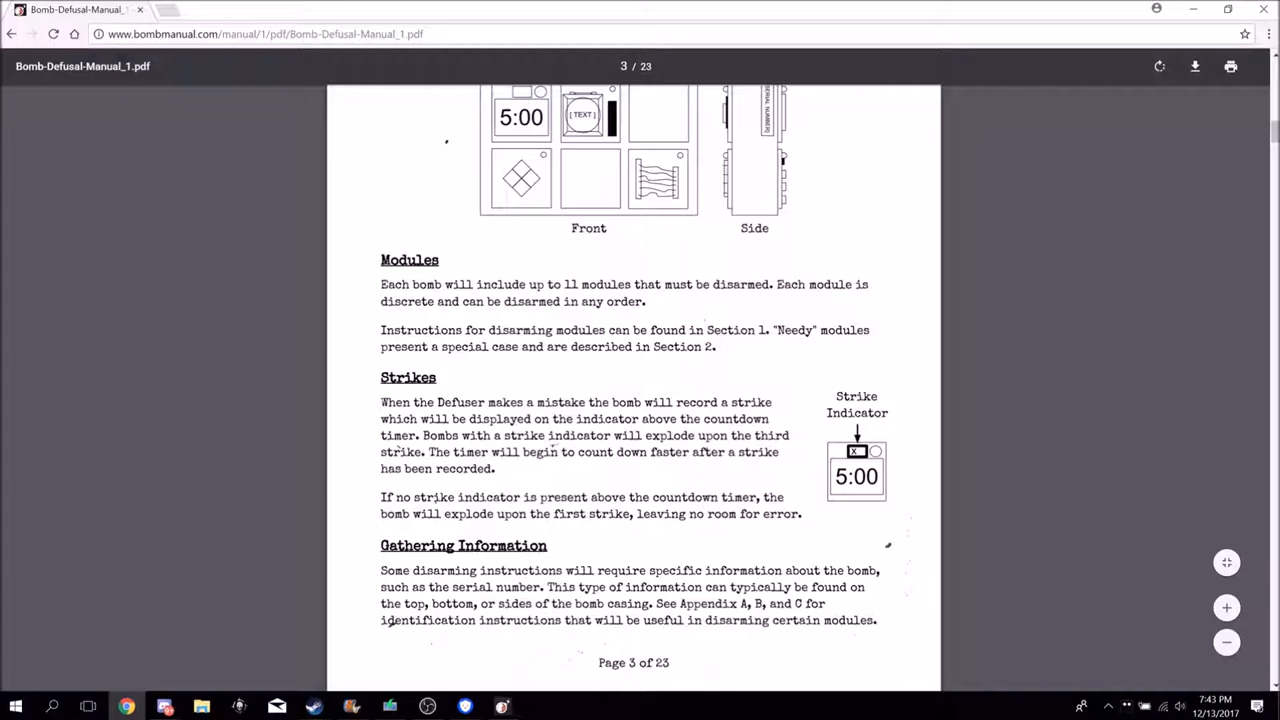 Bomb-Defusal-Manual_
www.bombmanual.com/manual/1/pdf/Bomb-Defusal-Manual_1.pdf
Bomb-Defusal-Manual_1.pdf
3 / 23
5:00
[ TEXT ]
SERIAL NUMBER
Front
Side
Modules
Each bomb will include up to 11 modules that must be disarmed. Each module is
discrete and can be disarmed in any order.
Instructions for disarming modules can be found in Section 1. "Needy" modules
present a special case and are described in Section 2.
Strikes
When the Defuser makes a mistake the bomb will record a strike
which will be displayed on the indicator above the countdown
timer. Bombs with a strike indicator will explode upon the third
strike. The timer will begin to count down faster after a strike
has been recorded.
If no strike indicator is present above the countdown timer, the
bomb will explode upon the first strike, leaving no room for error.
Strike
Indicator
X
5:00
Gathering Information
Some disarming instructions will require specific information about the bomb,
such as the serial number. This type of information can typically be found on
the top, bottom, or sides of the bomb casing. See Appendix A, B, and C for
identification instructions that will be useful in disarming certain modules.
Page 3 of 23
7:43 PM
12/13/2017